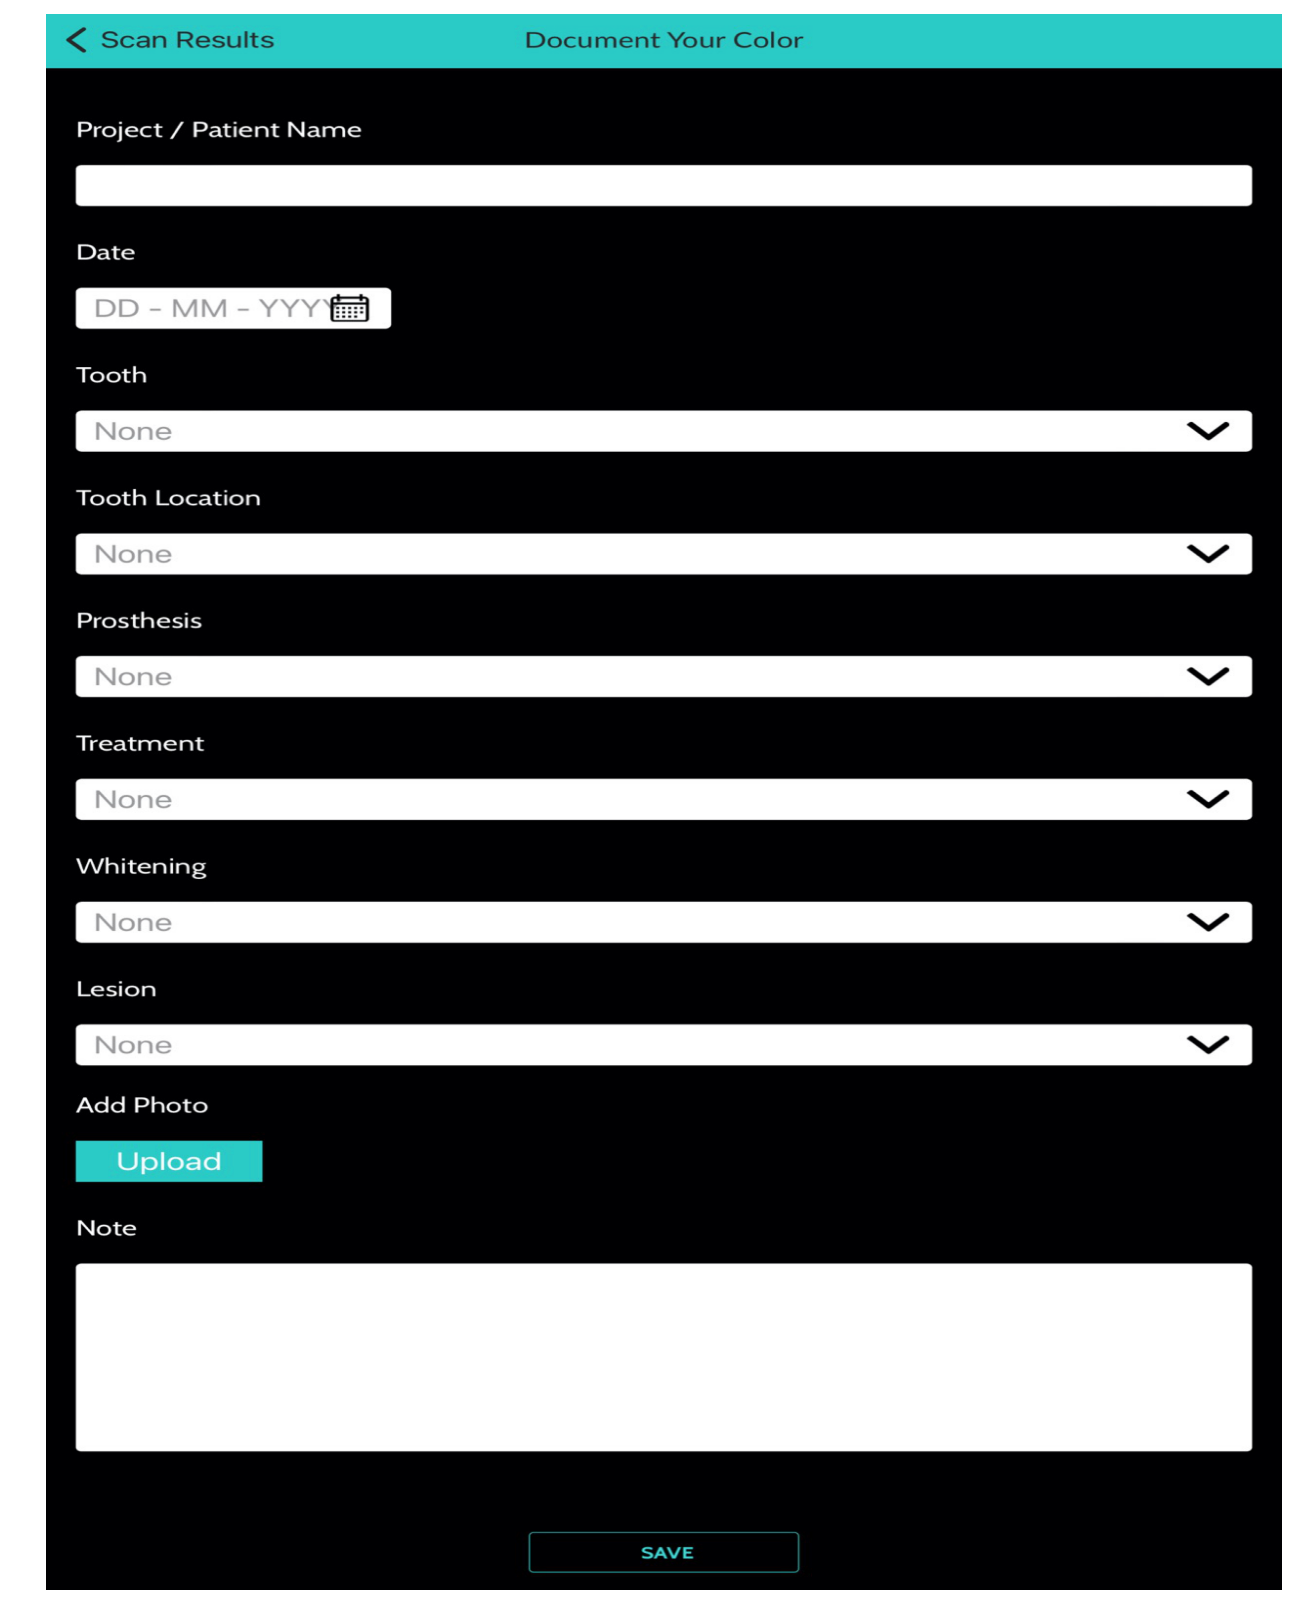 Scan Results
Document Your Color
Project / Patient Name
Date
DD - MM - YYYY
Tooth
None
Tooth Location
None
Prosthesis
None
Treatment
None
Whitening
None
Lesion
None
Add Photo
Upload
Note
SAVE